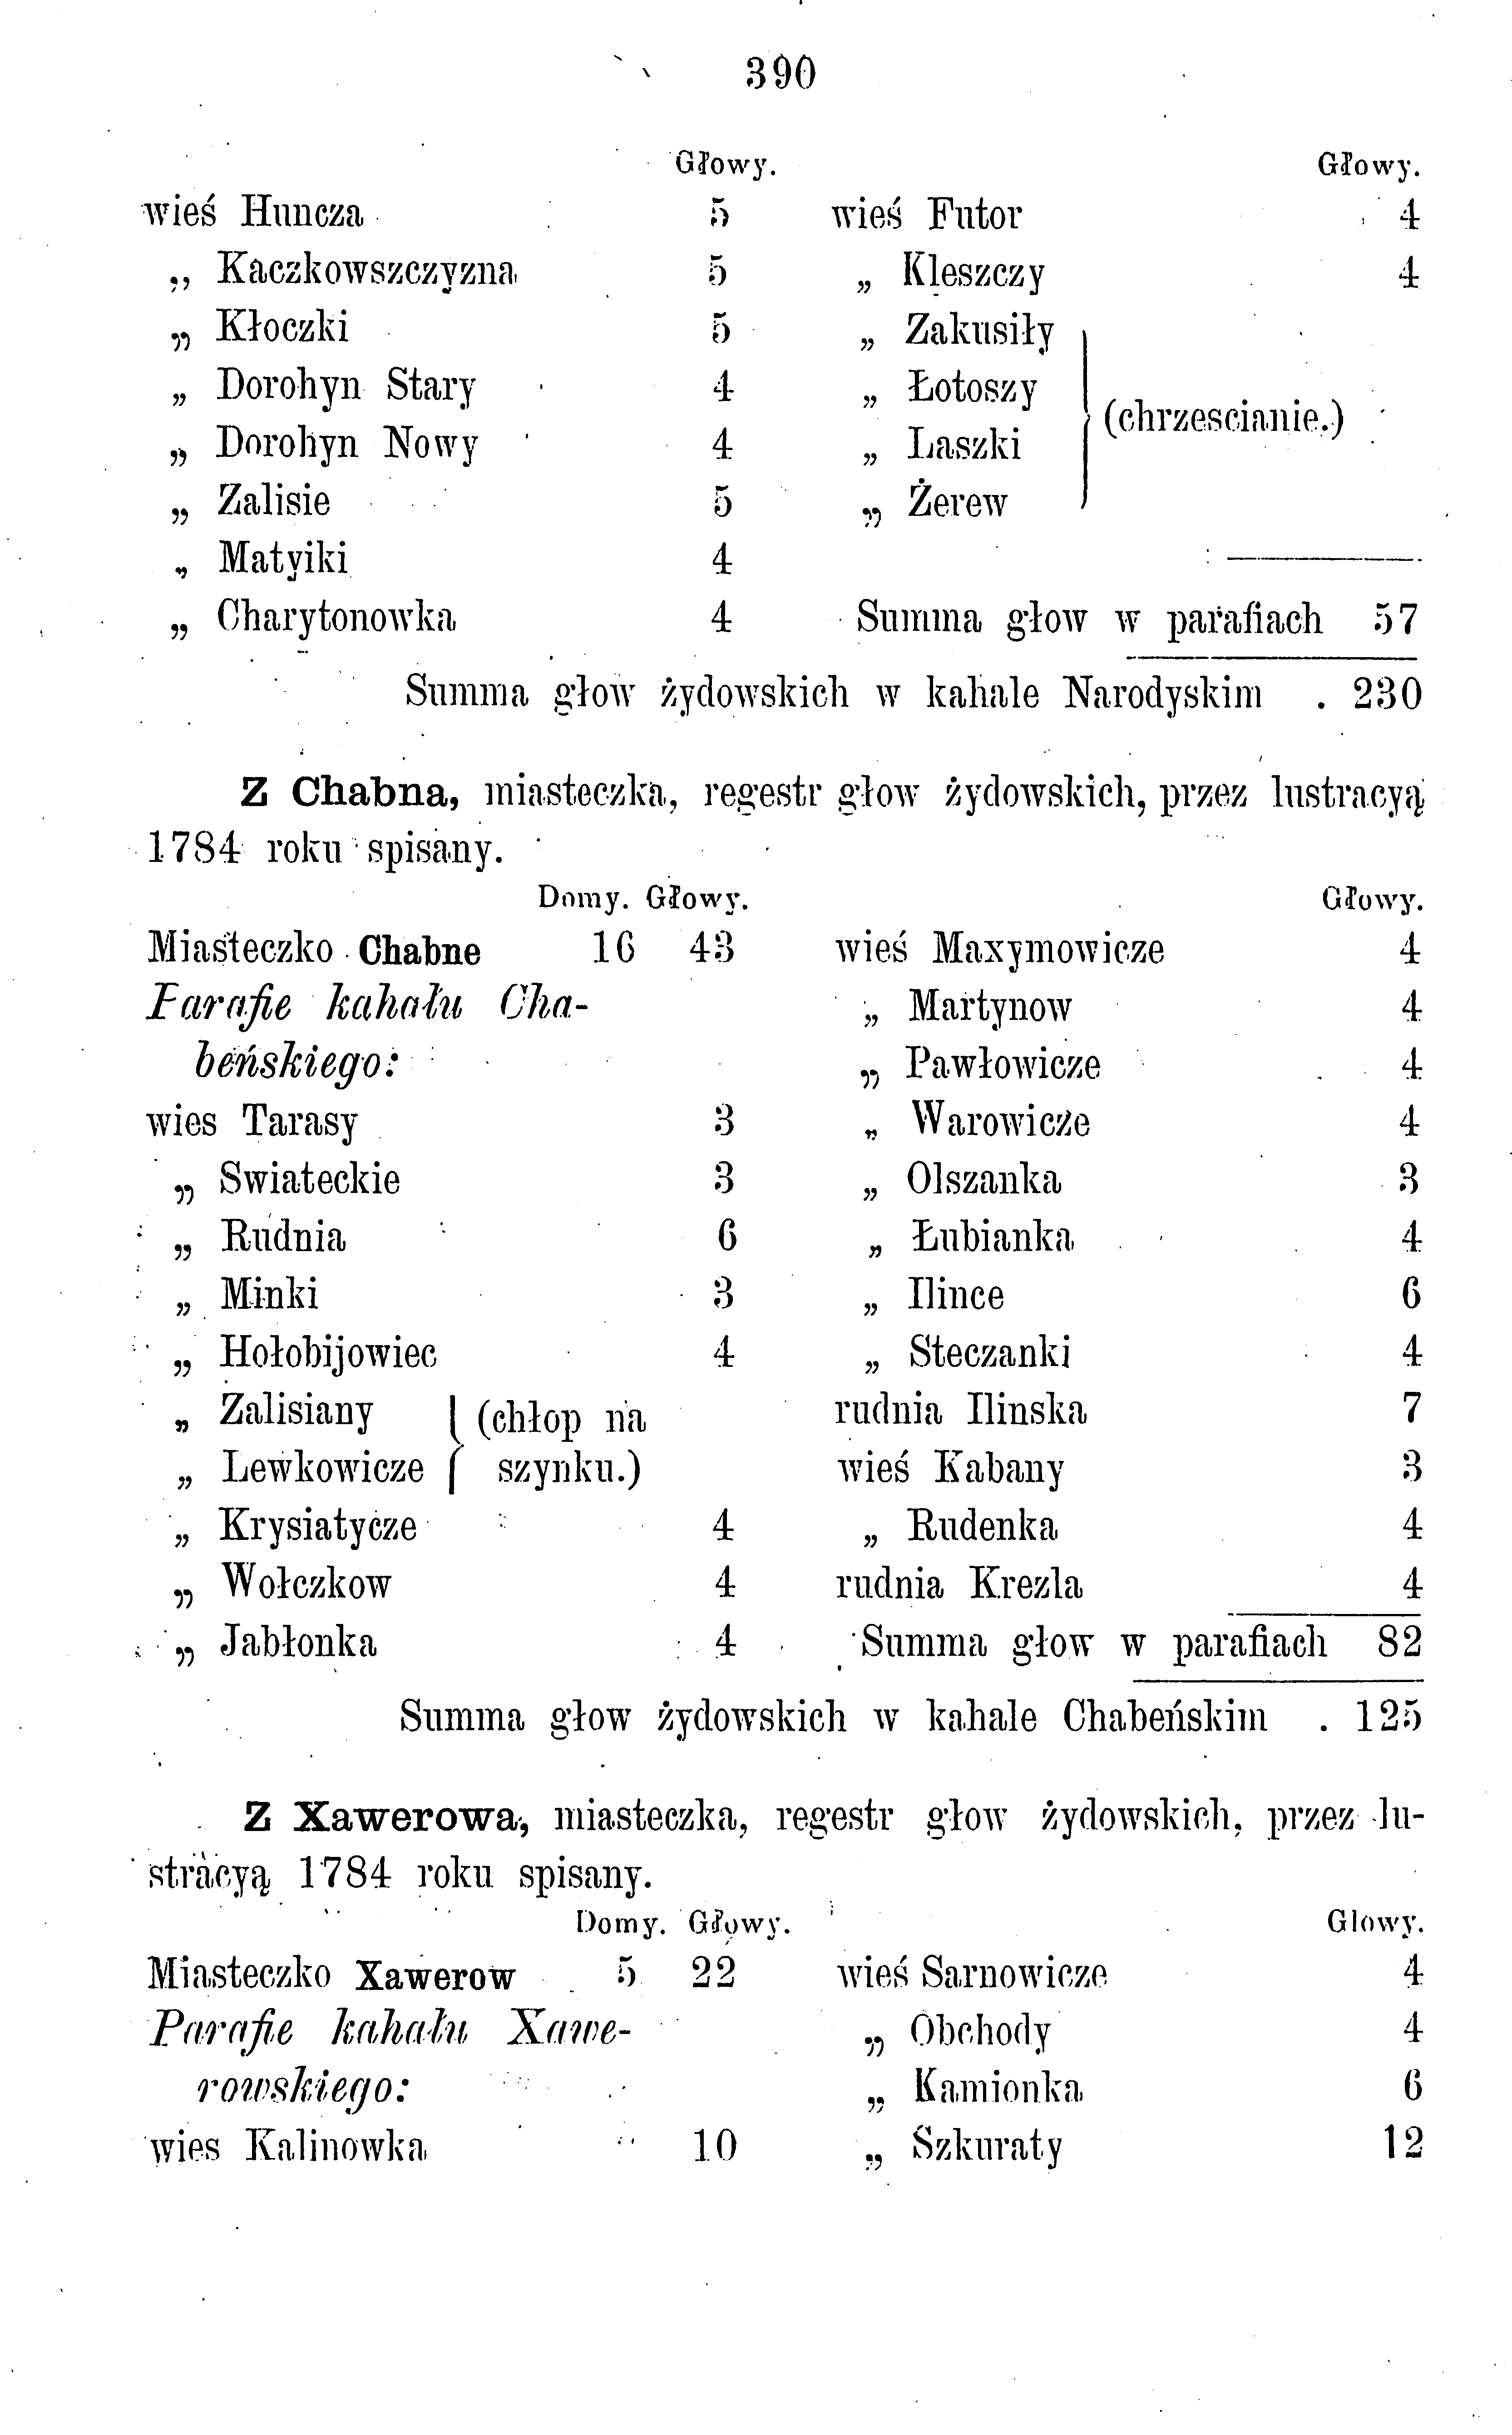 390
Głowy.
wieś Huncza 5
„ Kaczkowszczyzna 5
„ Kłoczki 5
„ Dorohyn Stary 4
„ Dorohyn Nowy 4
„ Zalisie 5
„ Matyiki 4
„ Charytonowka 4
Głowy.
wieś Futor 4
„ Kleszczy 4
„ Zakusiły
„ Łotoszy
„ Laszki
„ Żerew
(chrzescianie.)
Summa głow w parafiach 57
Summa głow żydowskich w kahale Narodyskim . 230
Z Chabna, miasteczka, regestr głow żydowskich, przez lustracyą
1784 roku spisany.
Domy. Głowy.
Miasteczko Chabne 16 43
Parafie kahału Cha-
beńskiego:
wies Tarasy 3
„ Swiateckie 3
„ Rudnia 6
„ Minki 3
„ Hołobijowiec 4
„ Zalisiany (chłop na
„ Lewkowicze szynku.)
„ Krysiatycze 4
„ Wołczkow 4
„ Jabłonka 4
Głowy.
wieś Maxymowicze 4
„ Martynow 4
„ Pawłowicze 4
„ Warowicze 4
„ Olszanka 3
„ Łubianka 4
„ Ilince 6
„ Steczanki 4
rudnia Ilinska 7
wieś Kabany 3
„ Rudenka 4
rudnia Krezla 4
Summa głow w parafiach 82
Summa głow żydowskich w kahale Chabeńskim . 125
Z Xawerowa, miasteczka, regestr głow żydowskich, przez lu-
stracyą 1784 roku spisany.
Domy. Głowy.
Miasteczko Xawerow 5 22
Parafie kahału Xawe-
rowskiego:
wies Kalinowka 10
Glowy.
wieś Sarnowicze 4
„ Obchody 4
„ Kamionka 6
„ Szkuraty 12